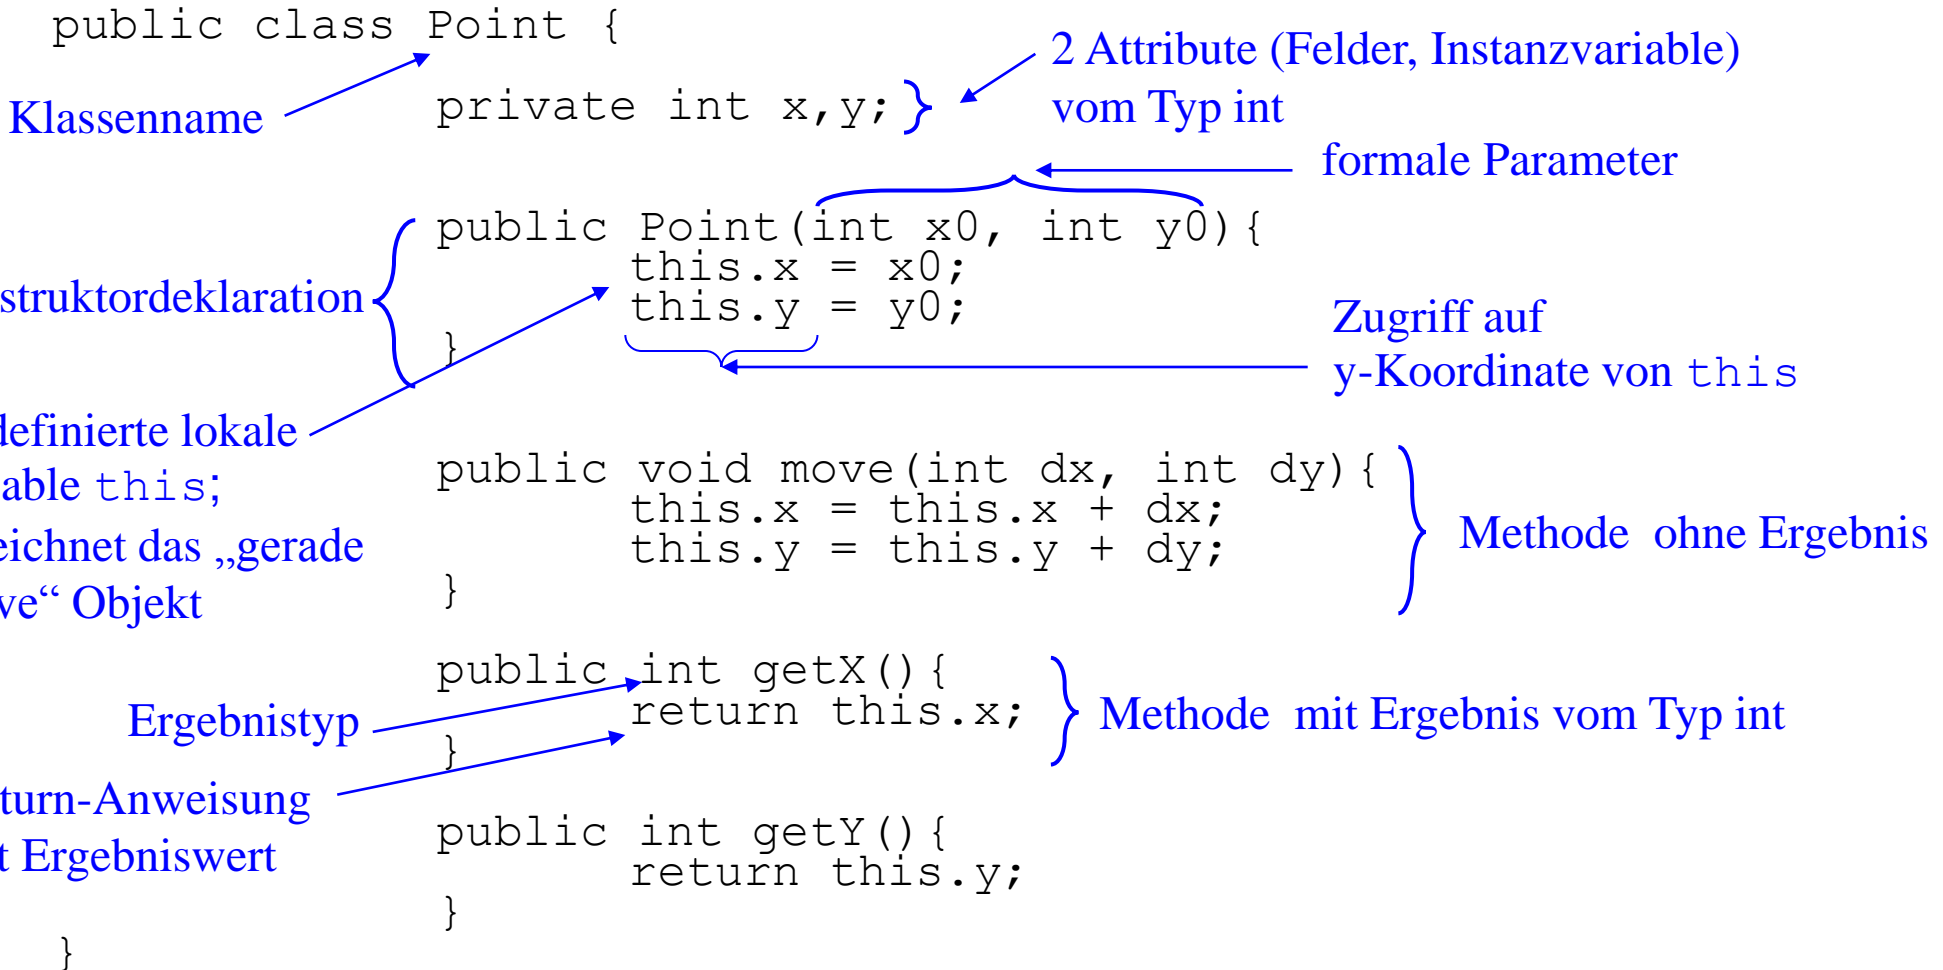 public class Point {
2 Attribute (Felder, Instanzvariable)
vom Typ int
Klassenname
private int x,y;
formale Parameter
public Point(int x0, int y0){
this.x = x0;
struktordeklaration
this.y = y0;
Zugriff auf
y-Koordinate von this
}
definierte lokale
able this;
eichnet das „gerade
ve“ Objekt
public void move(int dx, int dy){
this.x = this.x + dx;
this.y = this.y + dy;
Methode ohne Ergebnis
}
public int getX(){
return this.x;
Methode mit Ergebnis vom Typ int
Ergebnistyp
}
turn-Anweisung
t Ergebniswert
public int getY(){
return this.y;
}
}